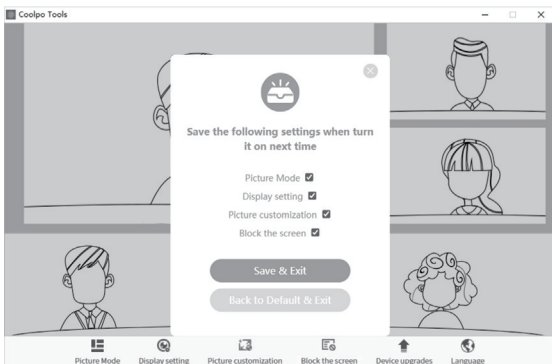 Coolpo Tools
Save the following settings when turn
it on next time
Picture Mode
Display setting
Picture customization
Block the screen
Save & Exit
Back to Default & Exit
Picture Mode Display setting Picture customization Block the screen Device upgrades Language